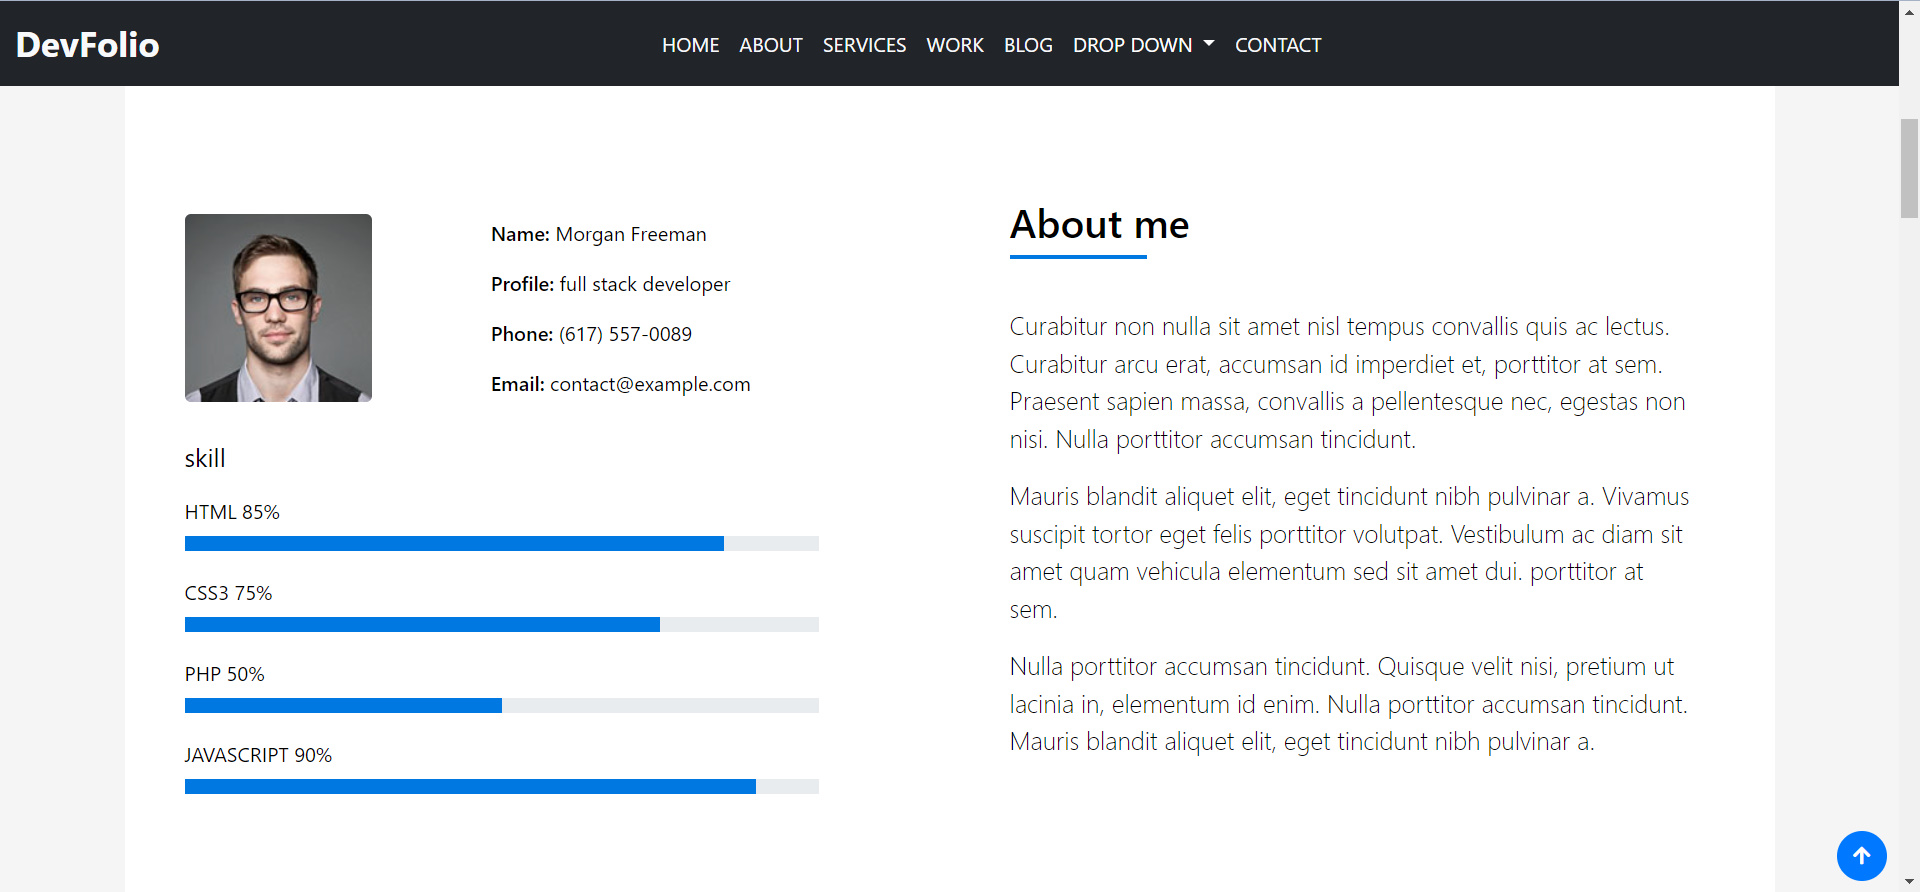 DevFolio
HOME ABOUT SERVICES WORK BLOG DROP DOWN CONTACT
Name: Morgan Freeman
Profile: full stack developer
Phone: (617) 557-0089
Email: contact@example.com
skill
HTML 85%
CSS3 75%
PHP 50%
JAVASCRIPT 90%
About me
Curabitur non nulla sit amet nisl tempus convallis quis ac lectus.
Curabitur arcu erat, accumsan id imperdiet et, porttitor at sem.
Praesent sapien massa, convallis a pellentesque nec, egestas non
nisi. Nulla porttitor accumsan tincidunt.
Mauris blandit aliquet elit, eget tincidunt nibh pulvinar a. Vivamus
suscipit tortor eget felis porttitor volutpat. Vestibulum ac diam sit
amet quam vehicula elementum sed sit amet dui. porttitor at
sem.
Nulla porttitor accumsan tincidunt. Quisque velit nisi, pretium ut
lacinia in, elementum id enim. Nulla porttitor accumsan tincidunt.
Mauris blandit aliquet elit, eget tincidunt nibh pulvinar a.